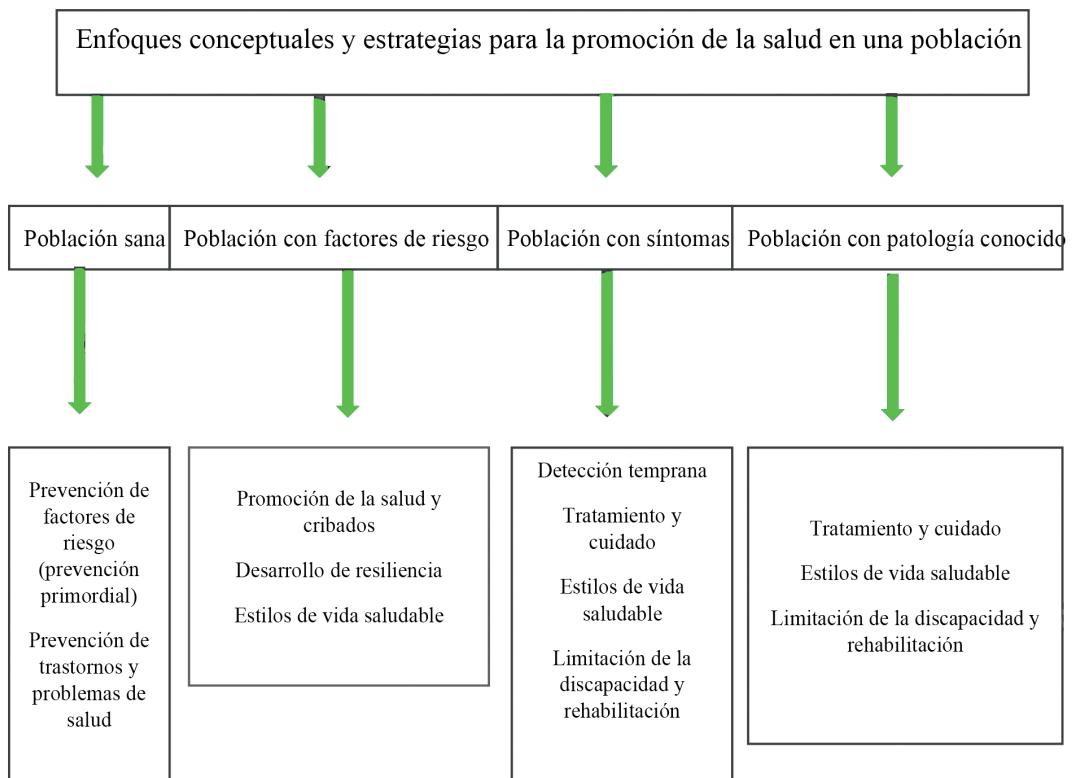 Enfoques conceptuales y estrategias para la promoción de la salud en una población
Población sana
Población con factores de riesgo
Población con síntomas
Población con patología conocido
Prevención de
factores de
riesgo
(prevención
primordial)
Prevención de
trastornos y
problemas de
salud
Promoción de la salud y
cribados
Desarrollo de resiliencia
Estilos de vida saludable
Detección temprana
Tratamiento y
cuidado
Estilos de vida
saludable
Limitación de la
discapacidad y
rehabilitación
Tratamiento y cuidado
Estilos de vida saludable
Limitación de la discapacidad y
rehabilitación